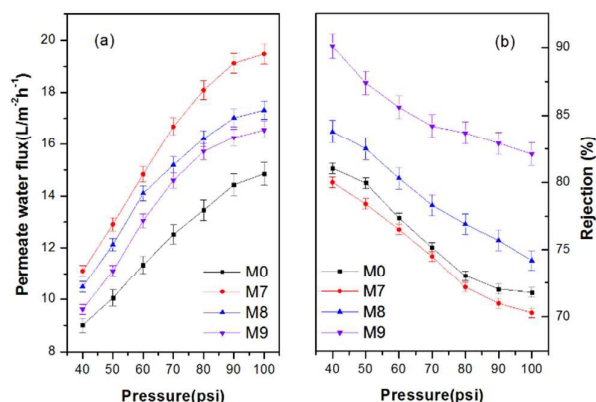 (a)
Permeate water flux(L/m⁻²h⁻¹)
20
18
16
14
12
10
8
M0
M7
M8
M9
40 50 60 70 80 90 100
Pressure(psi)
(b)
Rejection (%)
90
85
80
75
70
M0
M7
M8
M9
40 50 60 70 80 90 100
Pressure(psi)